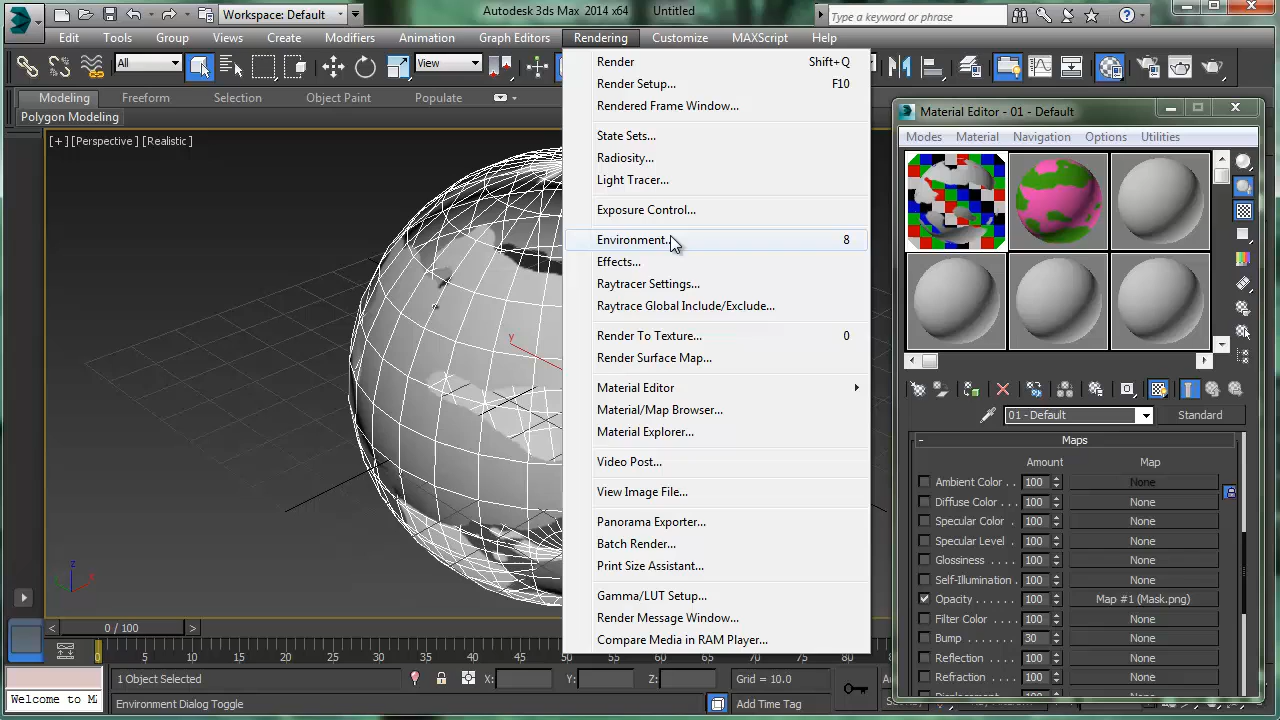 Workspace: Default
Autodesk 3ds Max 2014 x64 Untitled
Type a keyword or phrase
Edit Tools Group Views Create Modifiers Animation Graph Editors Rendering Customize MAXScript Help
All
View
Modeling Freeform Selection Object Paint Populate
Polygon Modeling
[+] [Perspective] [Realistic]
Render Shift+Q
Render Setup... F10
Rendered Frame Window...
State Sets...
Radiosity...
Light Tracer...
Exposure Control...
Environment... 8
Effects...
Raytracer Settings...
Raytrace Global Include/Exclude...
Render To Texture... 0
Render Surface Map...
Material Editor
Material/Map Browser...
Material Explorer...
Video Post...
View Image File...
Panorama Exporter...
Batch Render...
Print Size Assistant...
Gamma/LUT Setup...
Render Message Window...
Compare Media in RAM Player...
Material Editor - 01 - Default
Modes Material Navigation Options Utilities
01 - Default Standard
Maps
Amount Map
Ambient Color . . 100 None
Diffuse Color . . . 100 None
Specular Color 100 None
Specular Level . 100 None
Glossiness . . . . 100 None
Self-Illumination . 100 None
Opacity . . . . . . 100 Map #1 (Mask.png)
Filter Color . . . . 100 None
Bump . . . . . . . 30 None
Reflection . . . . 100 None
Refraction . . . . 100 None
y
z
x
0 / 100
0 5 10 15 20 25 30 35 40 45 50 55 60 65 70 75 80
1 Object Selected X: Y: Z: Grid = 10.0
Welcome to M
Environment Dialog Toggle Add Time Tag